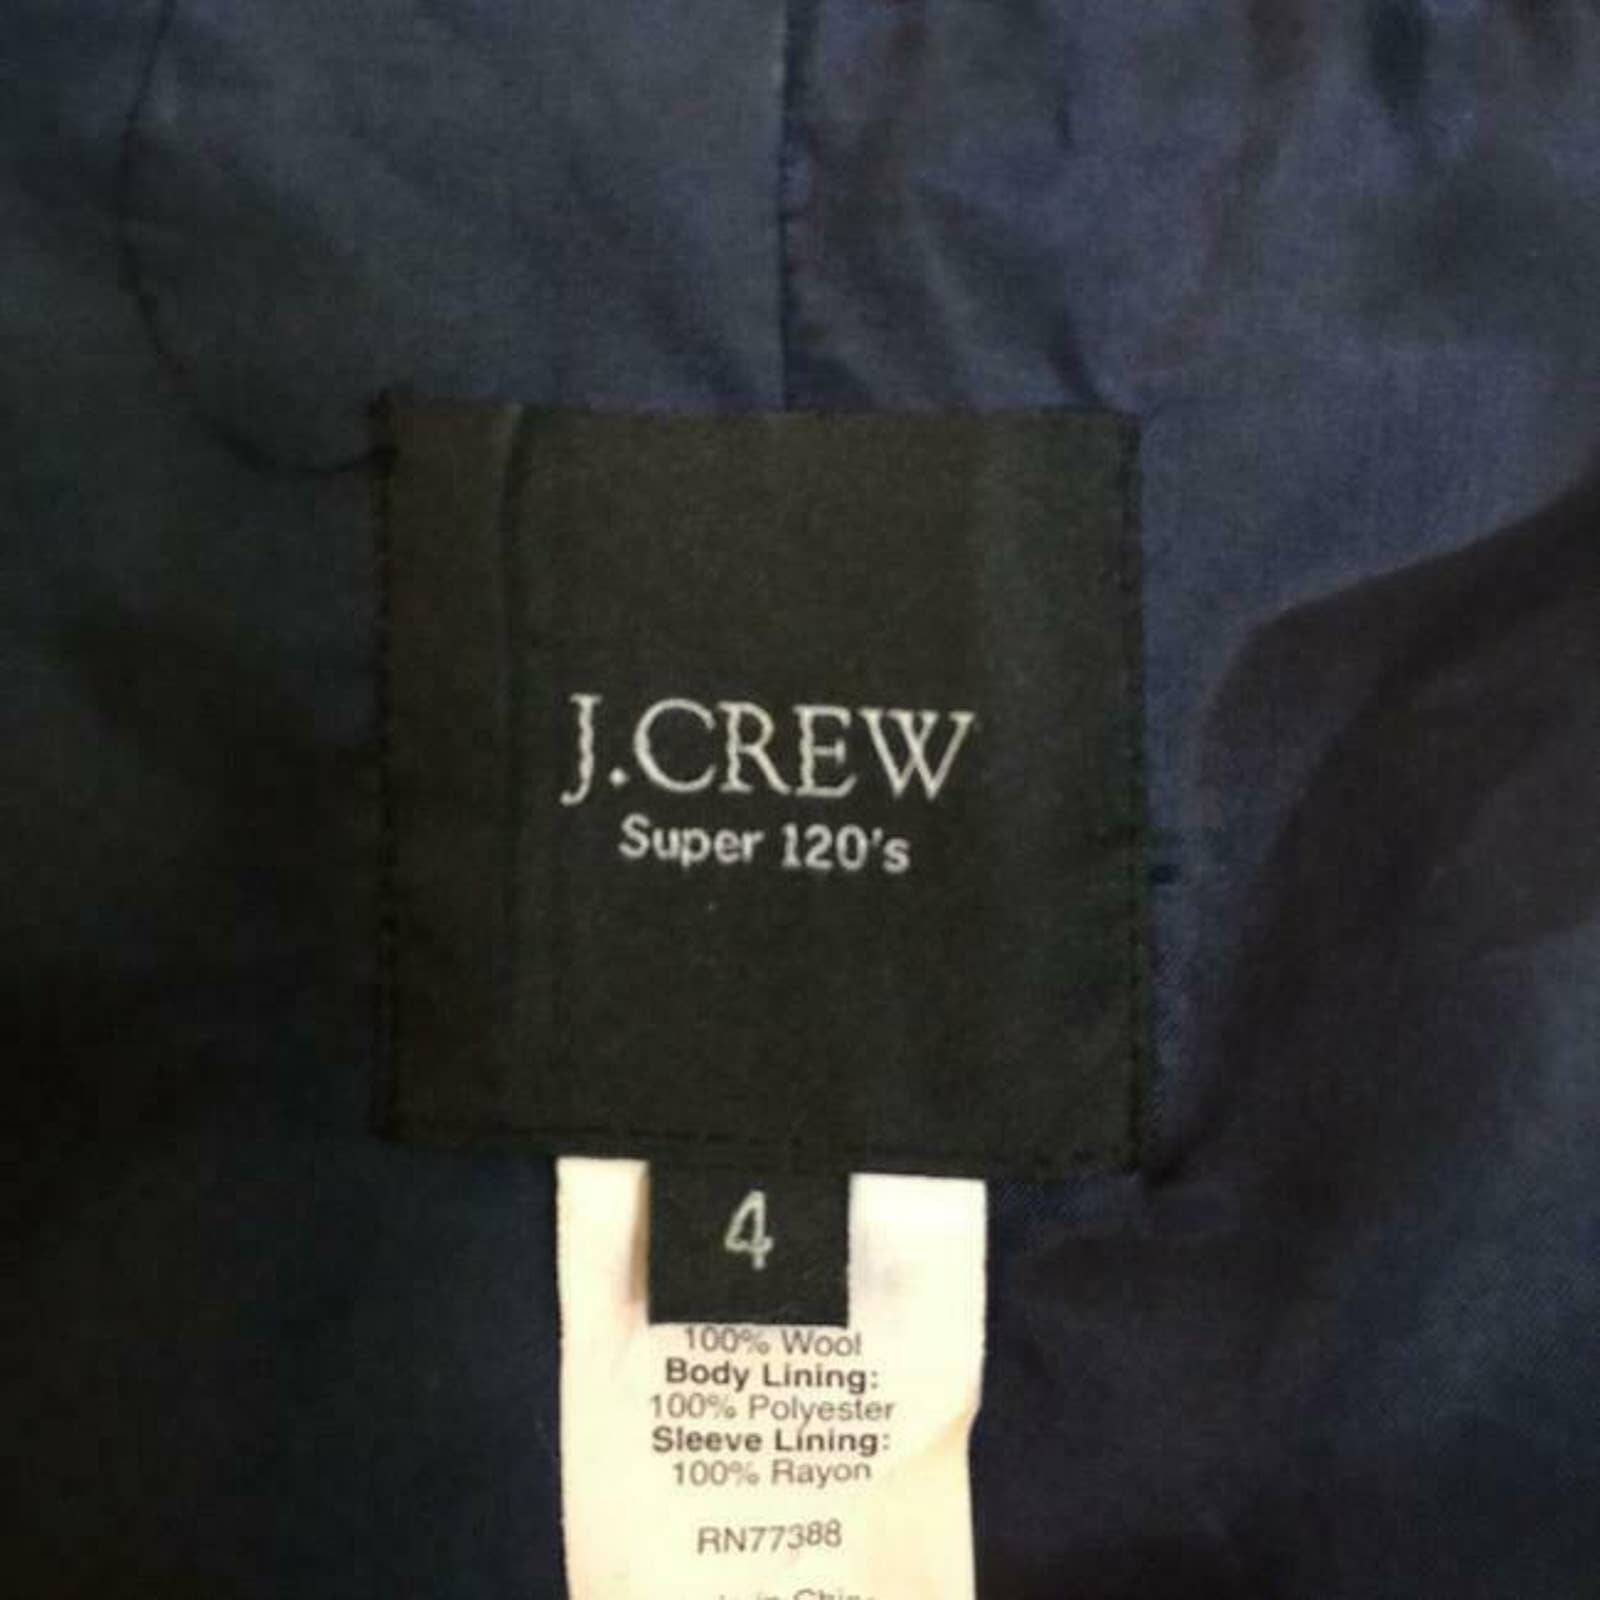 J.CREW
Super 120's
4
100% Wool
Body Lining:
100% Polyester
Sleeve Lining:
100% Rayon
RN77388